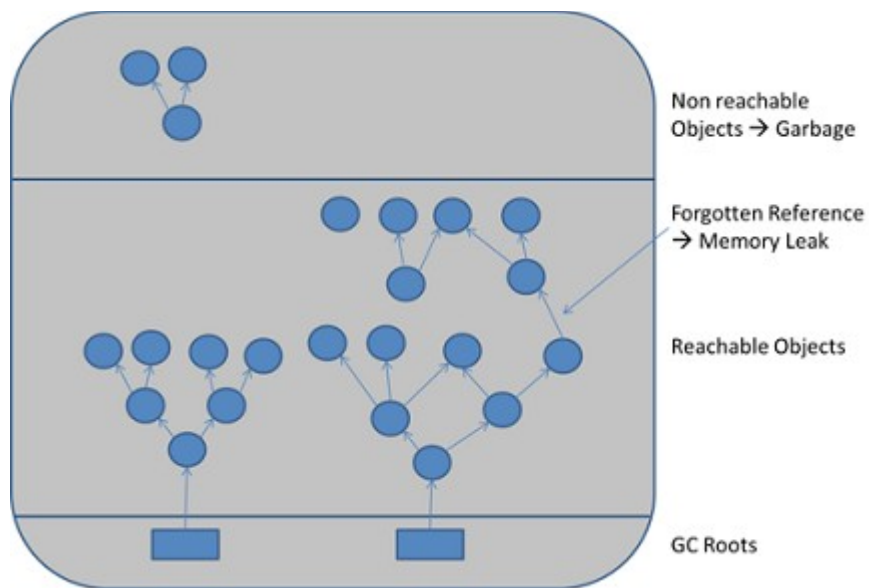 Non reachable
Objects → Garbage
Forgotten Reference
→ Memory Leak
Reachable Objects
GC Roots